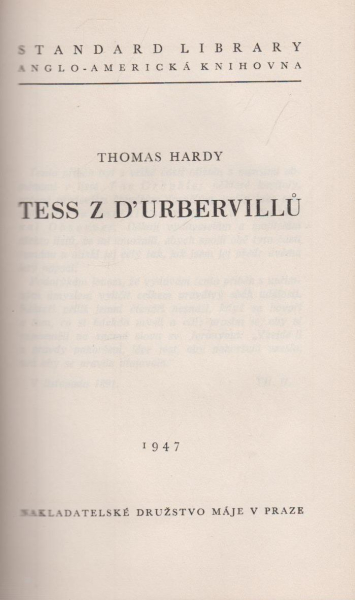 STANDARD LIBRARY
ANGLO-AMERICKÁ KNIHOVNA
THOMAS HARDY
TESS Z D'URBERVILLŮ
1947
NAKLADATELSKÉ DRUŽSTVO MÁJE V PRAZE